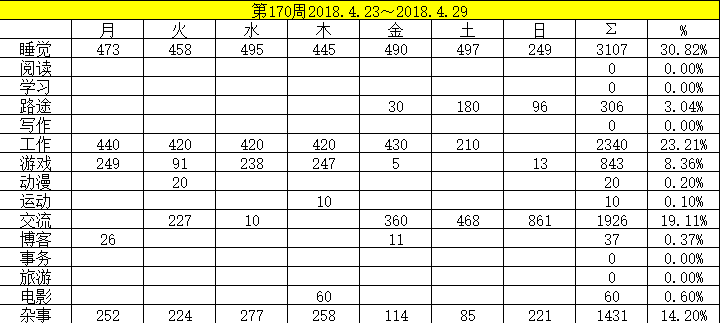 第170周2018.4.23～2018.4.29
月 火 水 木 金 土 日 Σ %
睡觉 473 458 495 445 490 497 249 3107 30.82%
阅读 0 0.00%
学习 0 0.00%
路途 30 180 96 306 3.04%
写作 0 0.00%
工作 440 420 420 420 430 210 2340 23.21%
游戏 249 91 238 247 5 13 843 8.36%
动漫 20 20 0.20%
运动 10 10 0.10%
交流 227 10 360 468 861 1926 19.11%
博客 26 11 37 0.37%
事务 0 0.00%
旅游 0 0.00%
电影 60 60 0.60%
杂事 252 224 277 258 114 85 221 1431 14.20%